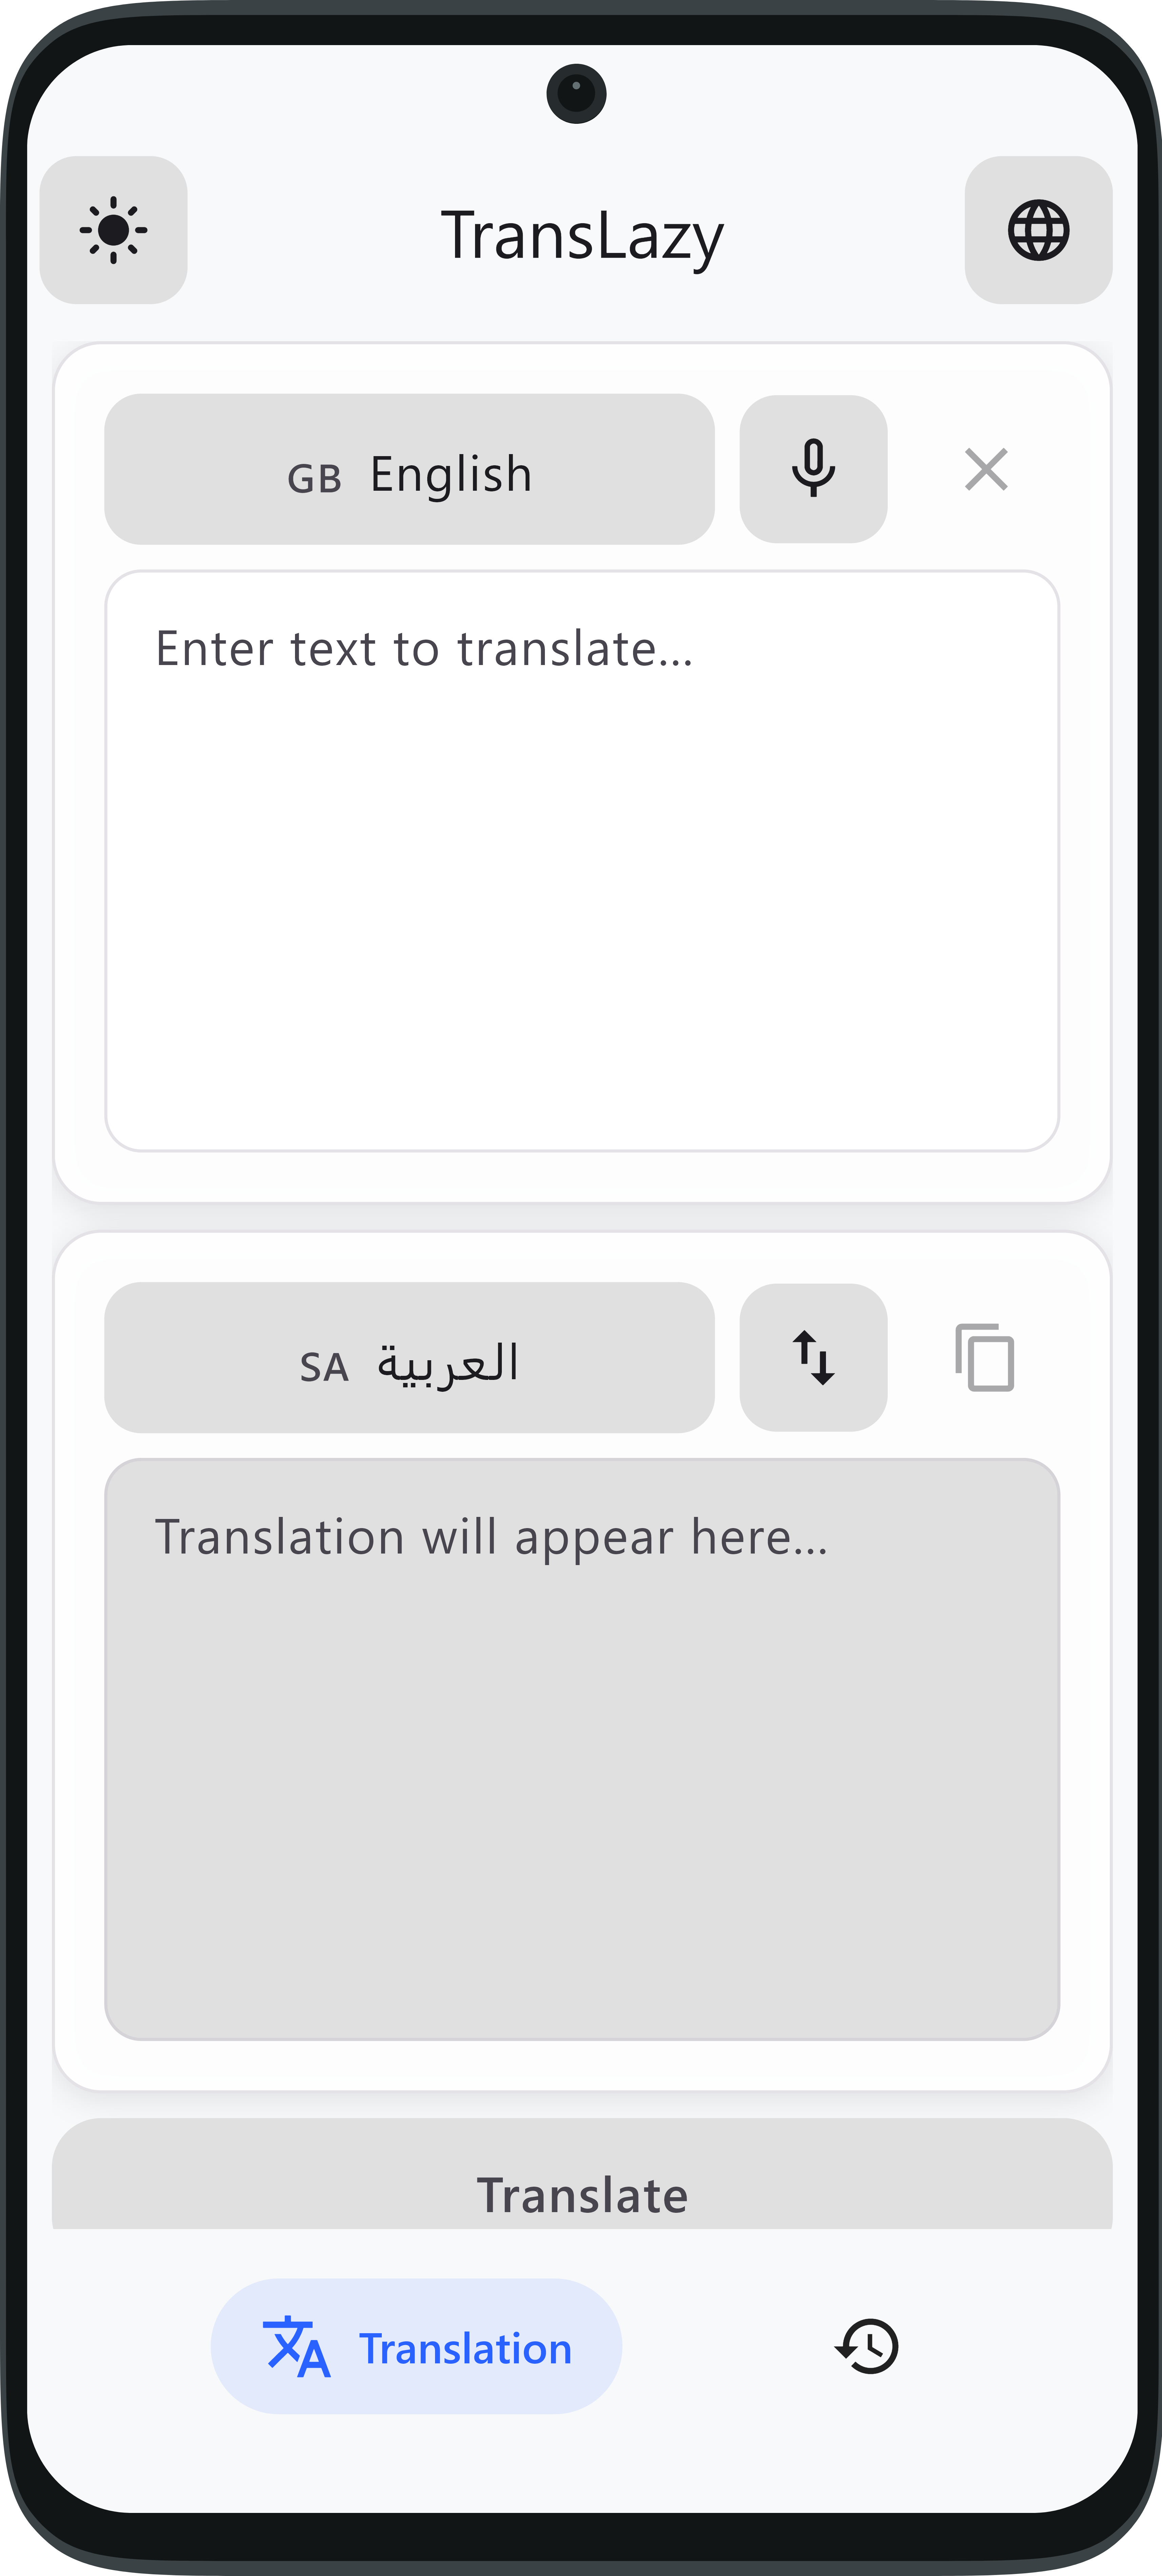 TransLazy
GB English
Enter text to translate...
SA العربية
Translation will appear here...
Translate
Translation